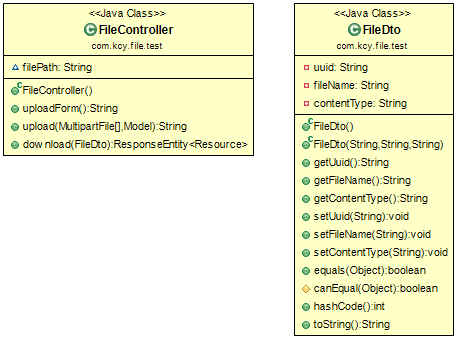 <<Java Class>>
FileController
com.kcy.file.test
filePath: String
FileController()
uploadForm():String
upload(MultipartFile[],Model):String
download(FileDto):ResponseEntity<Resource>
<<Java Class>>
FileDto
com.kcy.file.test
uuid: String
fileName: String
contentType: String
FileDto()
FileDto(String,String,String)
getUuid():String
getFileName():String
getContentType():String
setUuid(String):void
setFileName(String):void
setContentType(String):void
equals(Object):boolean
canEqual(Object):boolean
hashCode():int
toString():String